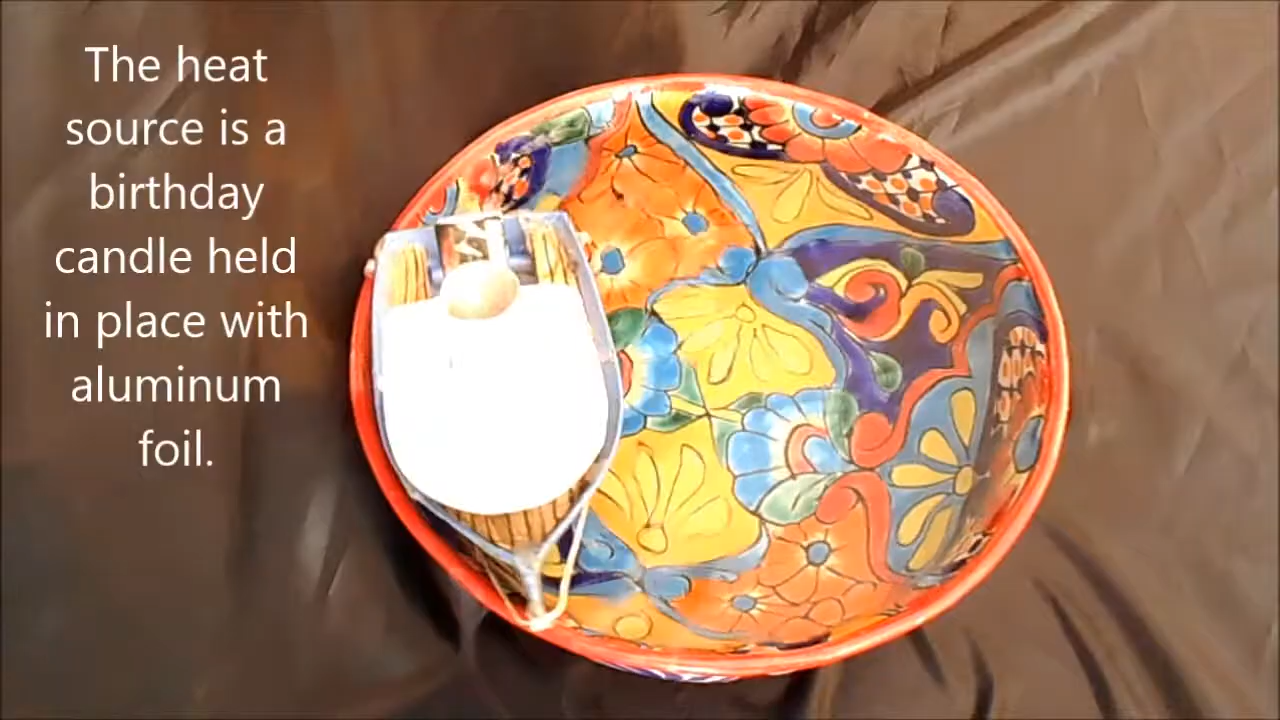 The heat
source is a
birthday
candle held
in place with
aluminum
foil.